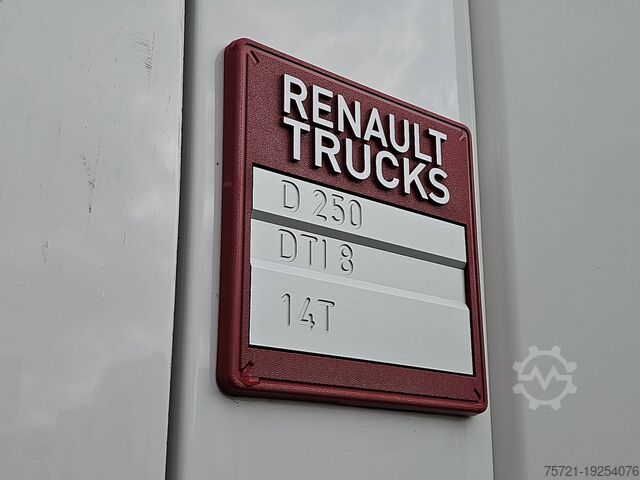 RENAULT
TRUCKS
D 250
DTI 8
14T
75721-19254076